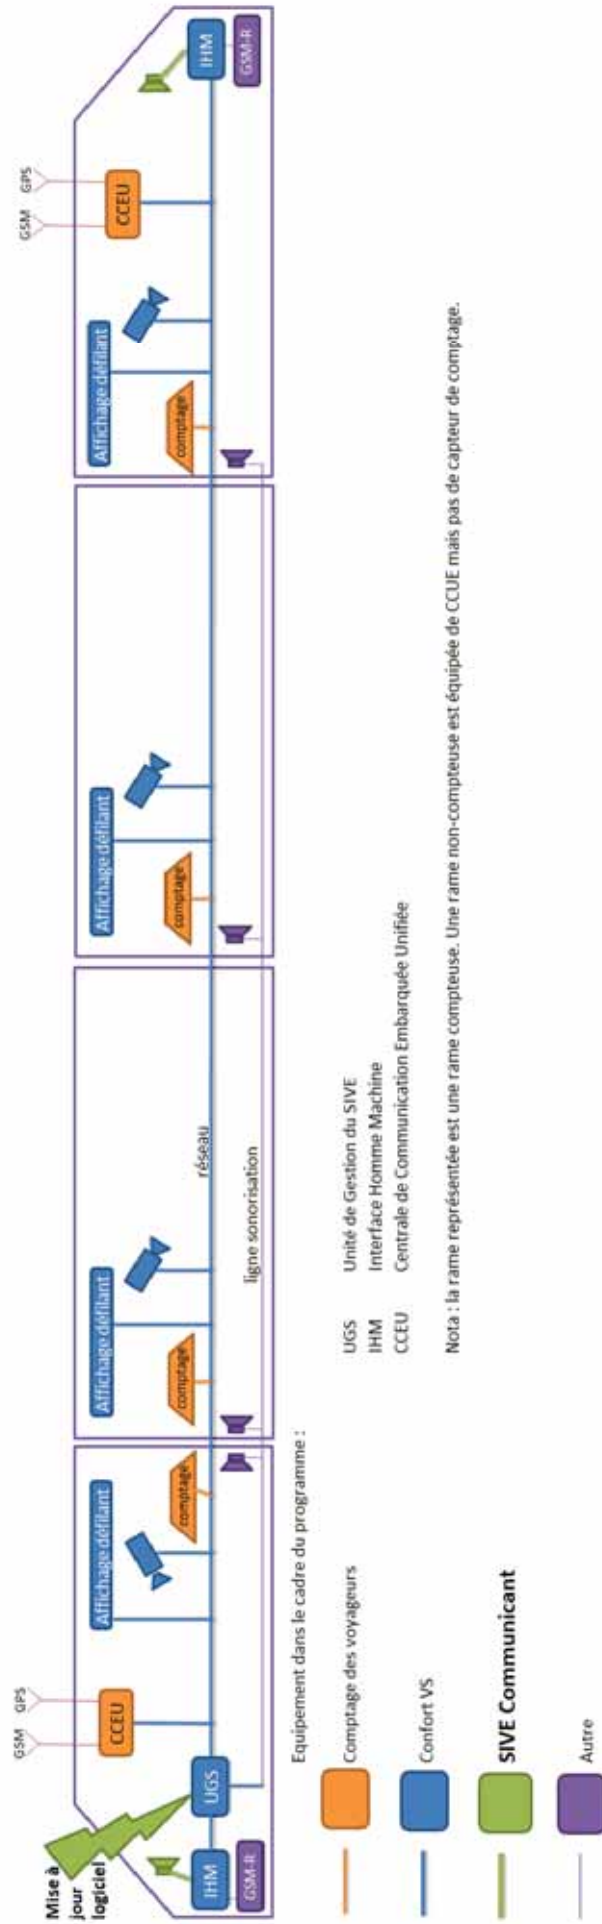 GSM
GPS
GSM
GPS
Mise à
jour
logiciel
CCEU
CCEU
Affichage défilant
Affichage défilant
Affichage défilant
Affichage défilant
comptage
comptage
comptage
comptage
IHM
UGS
IHM
GSM-R
GSM-R
réseau
ligne sonorisation
Equipement dans le cadre du programme :
Comptage des voyageurs
Confort VS
SIVE Communicant
Autre
UGS Unité de Gestion du SIVE
IHM Interface Homme Machine
CCEU Centrale de Communication Embarquée Unifiée
Nota : la rame représentée est une rame compteuse. Une rame non-compteuse est équipée de CCUE mais pas de capteur de comptage.